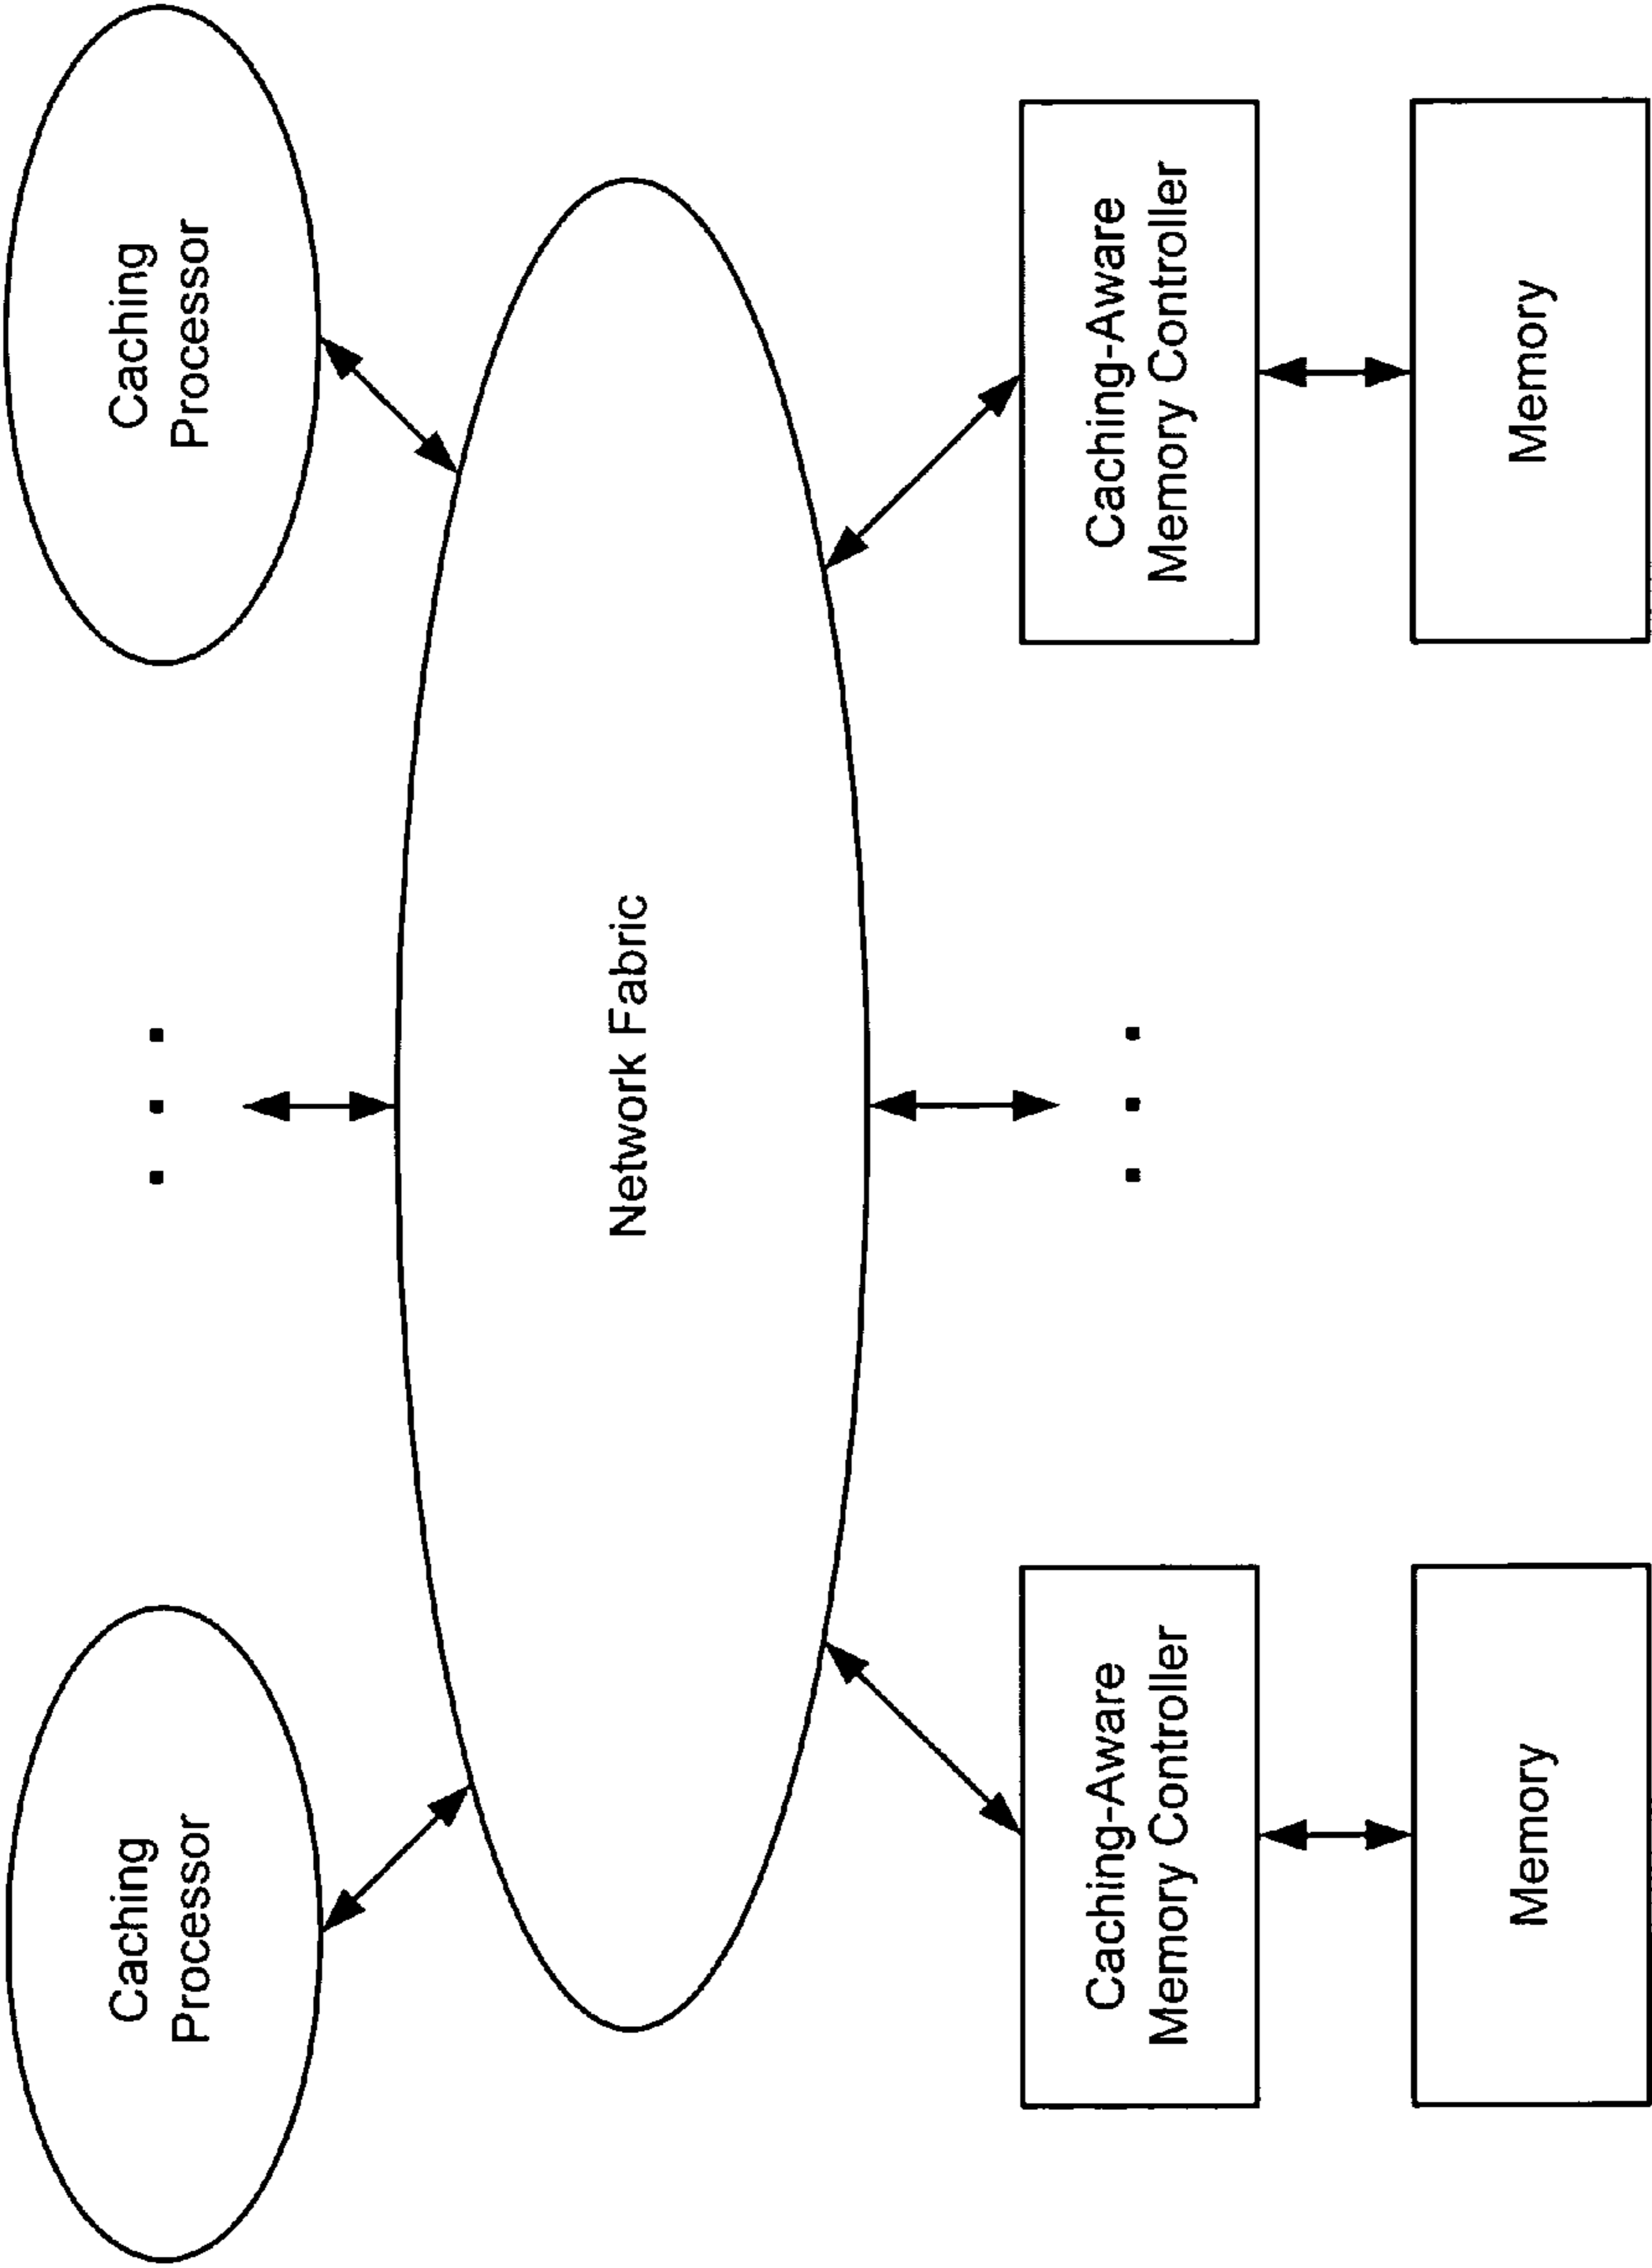 Caching
Processor
Caching
Processor
Network Fabric
Caching-Aware
Memory Controller
Caching-Aware
Memory Controller
Memory
Memory